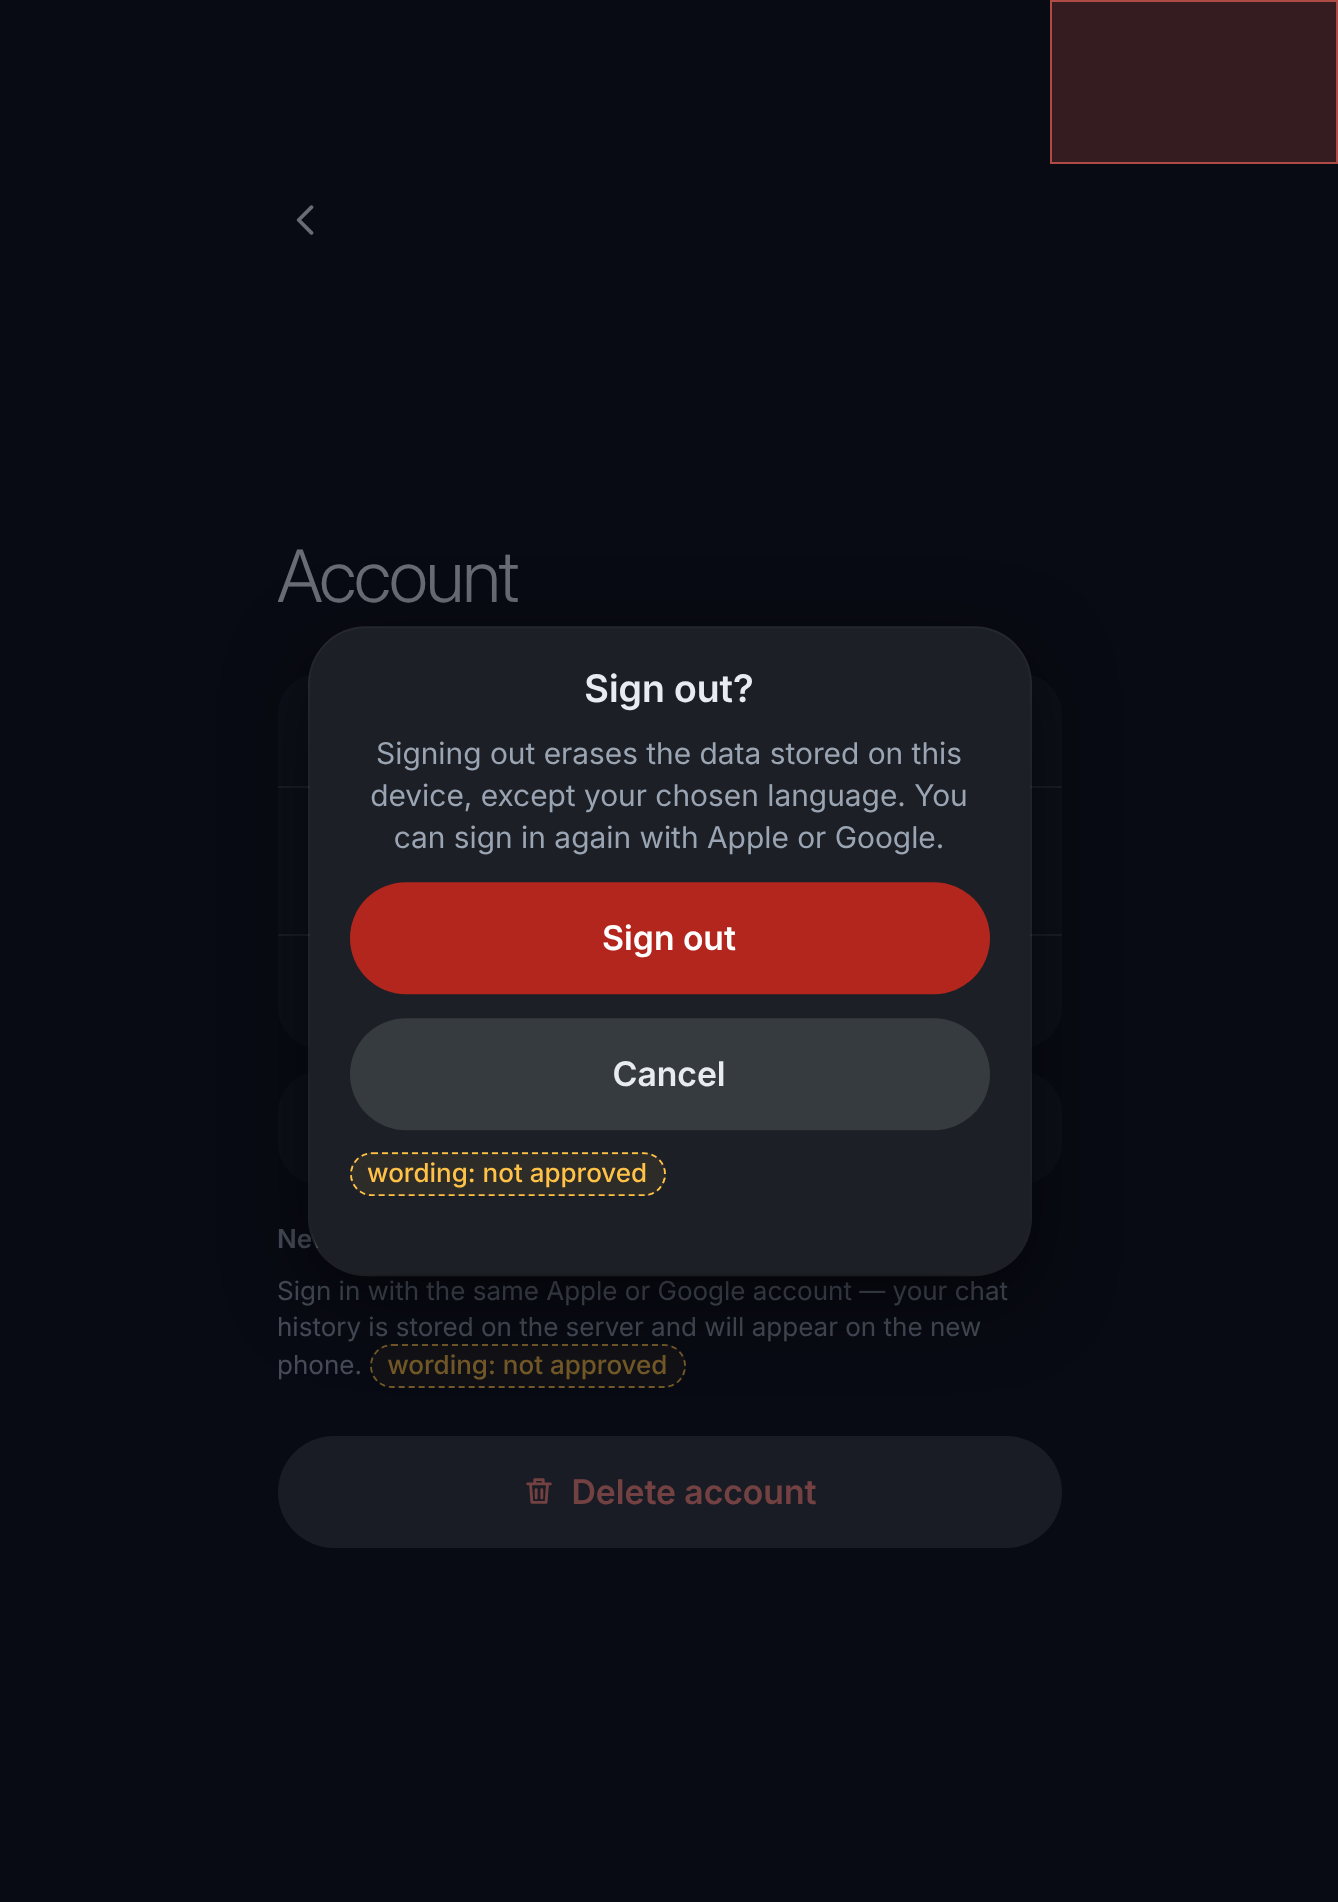 Account
Sign out?
Signing out erases the data stored on this
device, except your chosen language. You
can sign in again with Apple or Google.
Sign out
Cancel
wording: not approved
Sign in with the same Apple or Google account — your chat
history is stored on the server and will appear on the new
phone. wording: not approved
Delete account